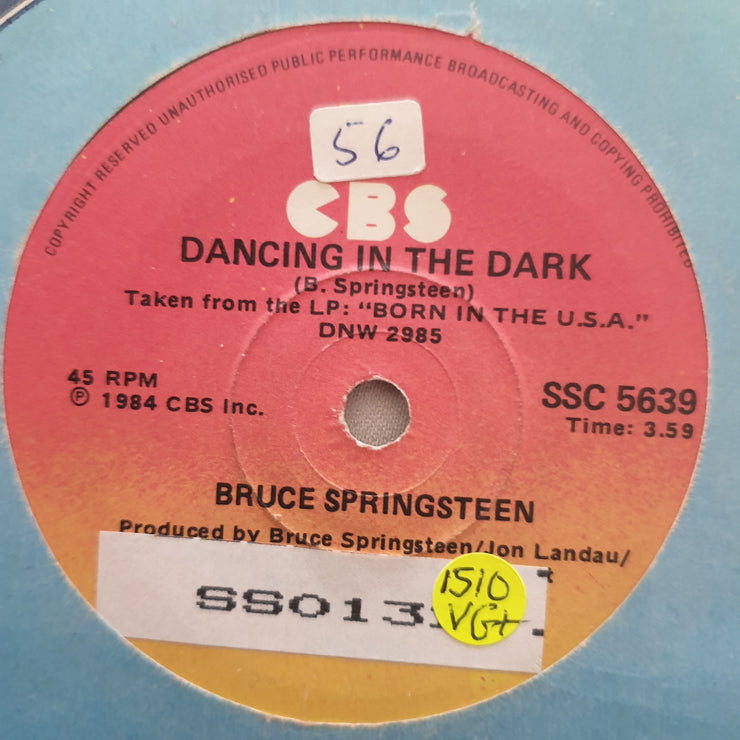 COPYRIGHT RESERVED UNAUTHORISED PUBLIC PERFORMANCE BROADCASTING AND COPYING PROHIBITED
56
CBS
DANCING IN THE DARK
(B. Springsteen)
Taken from the LP: "BORN IN THE U.S.A."
DNW 2985
45 RPM
℗ 1984 CBS Inc.
SSC 5639
Time: 3.59
BRUCE SPRINGSTEEN
Produced by Bruce Springsteen/Jon Landau/
SS013
1510
VG+